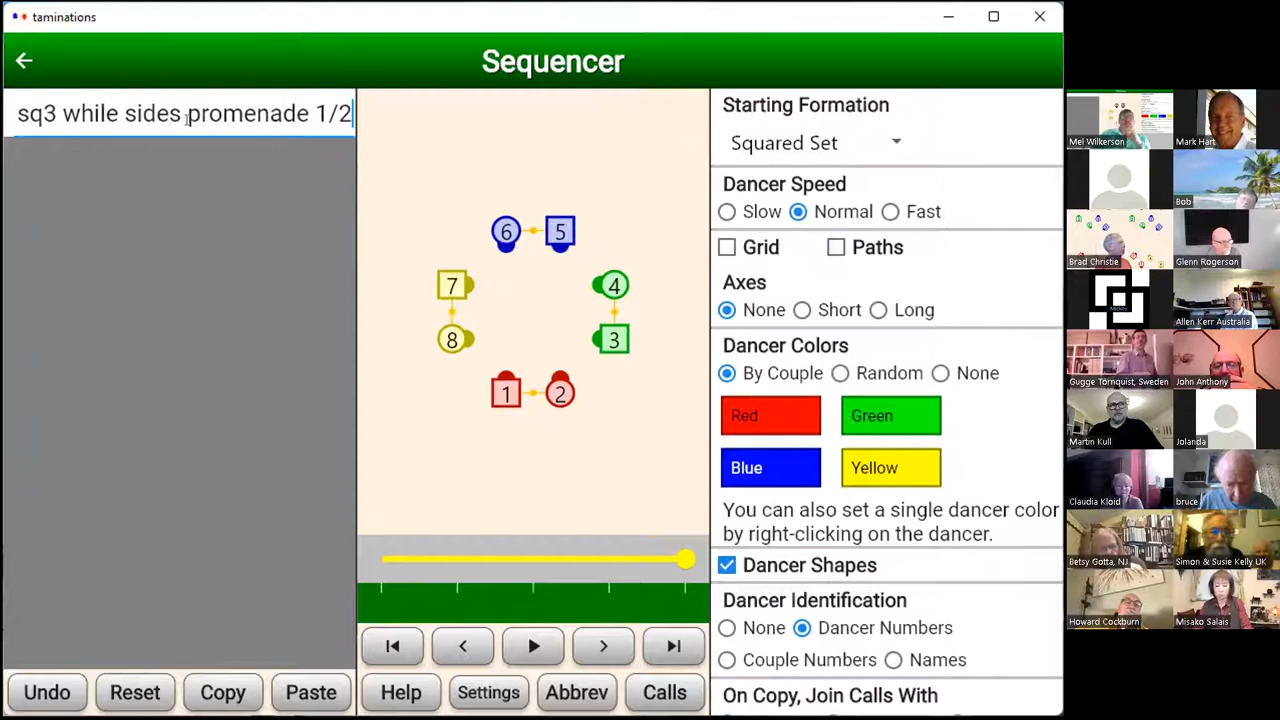 taminations
Sequencer
sq3 while sides promenade 1/2
6 5
7 4
8 3
1 2
Undo Reset Copy Paste
Help Settings Abbrev Calls
Starting Formation
Squared Set
Dancer Speed
Slow Normal Fast
Grid Paths
Axes
None Short Long
Dancer Colors
By Couple Random None
Red Green
Blue Yellow
You can also set a single dancer color
by right-clicking on the dancer.
Dancer Shapes
Dancer Identification
None Dancer Numbers
Couple Numbers Names
On Copy, Join Calls With
Mel Wilkerson Mark Hart
Bob
Brad Christie Glenn Rogerson
Allen Kerr Australia
Gugge Törnquist, Sweden John Anthony
Martin Kull Jolanda
Claudia Kloid bruce
Betsy Gotta, NJ Simon & Susie Kelly UK
Howard Cockburn Misako Salais